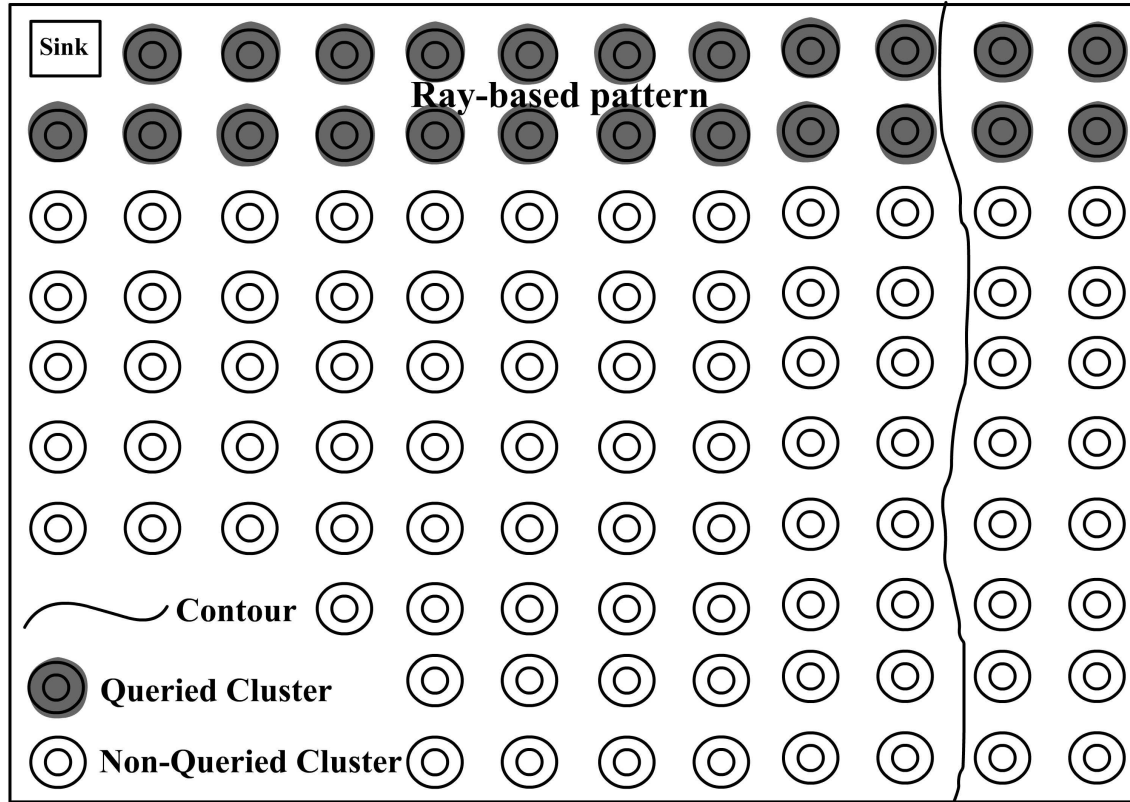 Sink
Ray-based pattern
Contour
Queried Cluster
Non-Queried Cluster